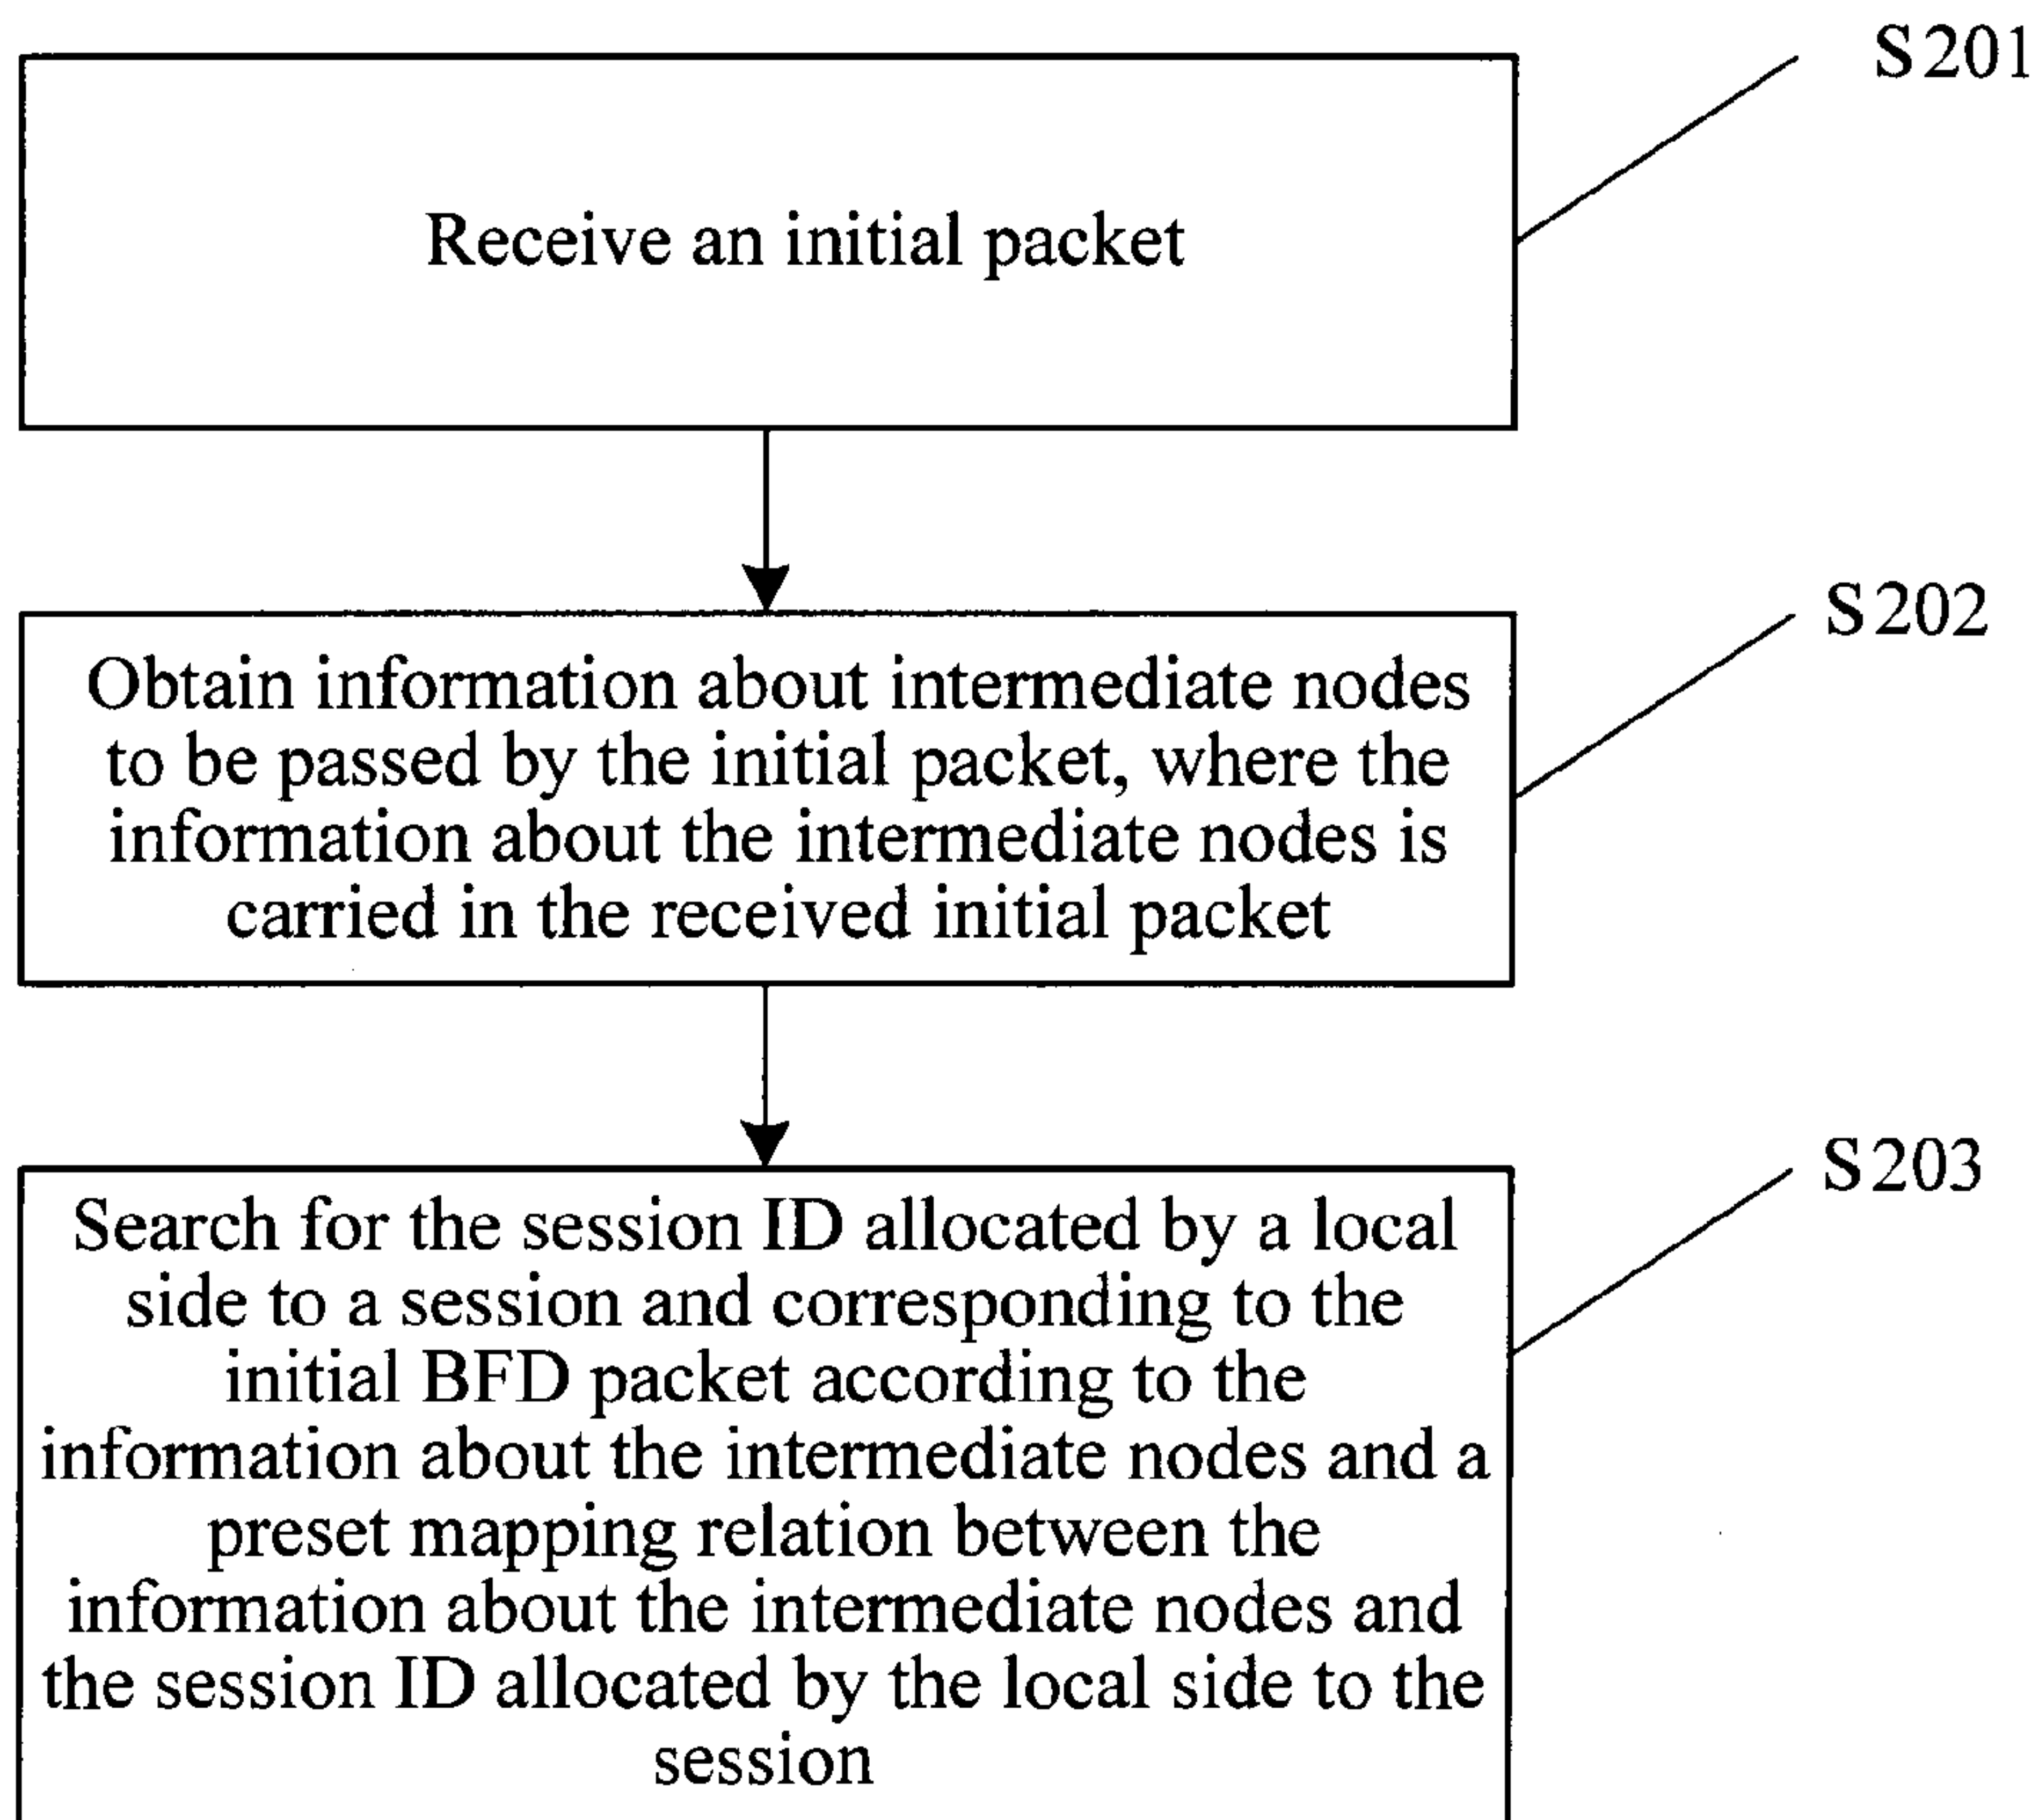 S201
Receive an initial packet
S202
Obtain information about intermediate nodes
to be passed by the initial packet, where the
information about the intermediate nodes is
carried in the received initial packet
S203
Search for the session ID allocated by a local
side to a session and corresponding to the
initial BFD packet according to the
information about the intermediate nodes and a
preset mapping relation between the
information about the intermediate nodes and
the session ID allocated by the local side to the
session